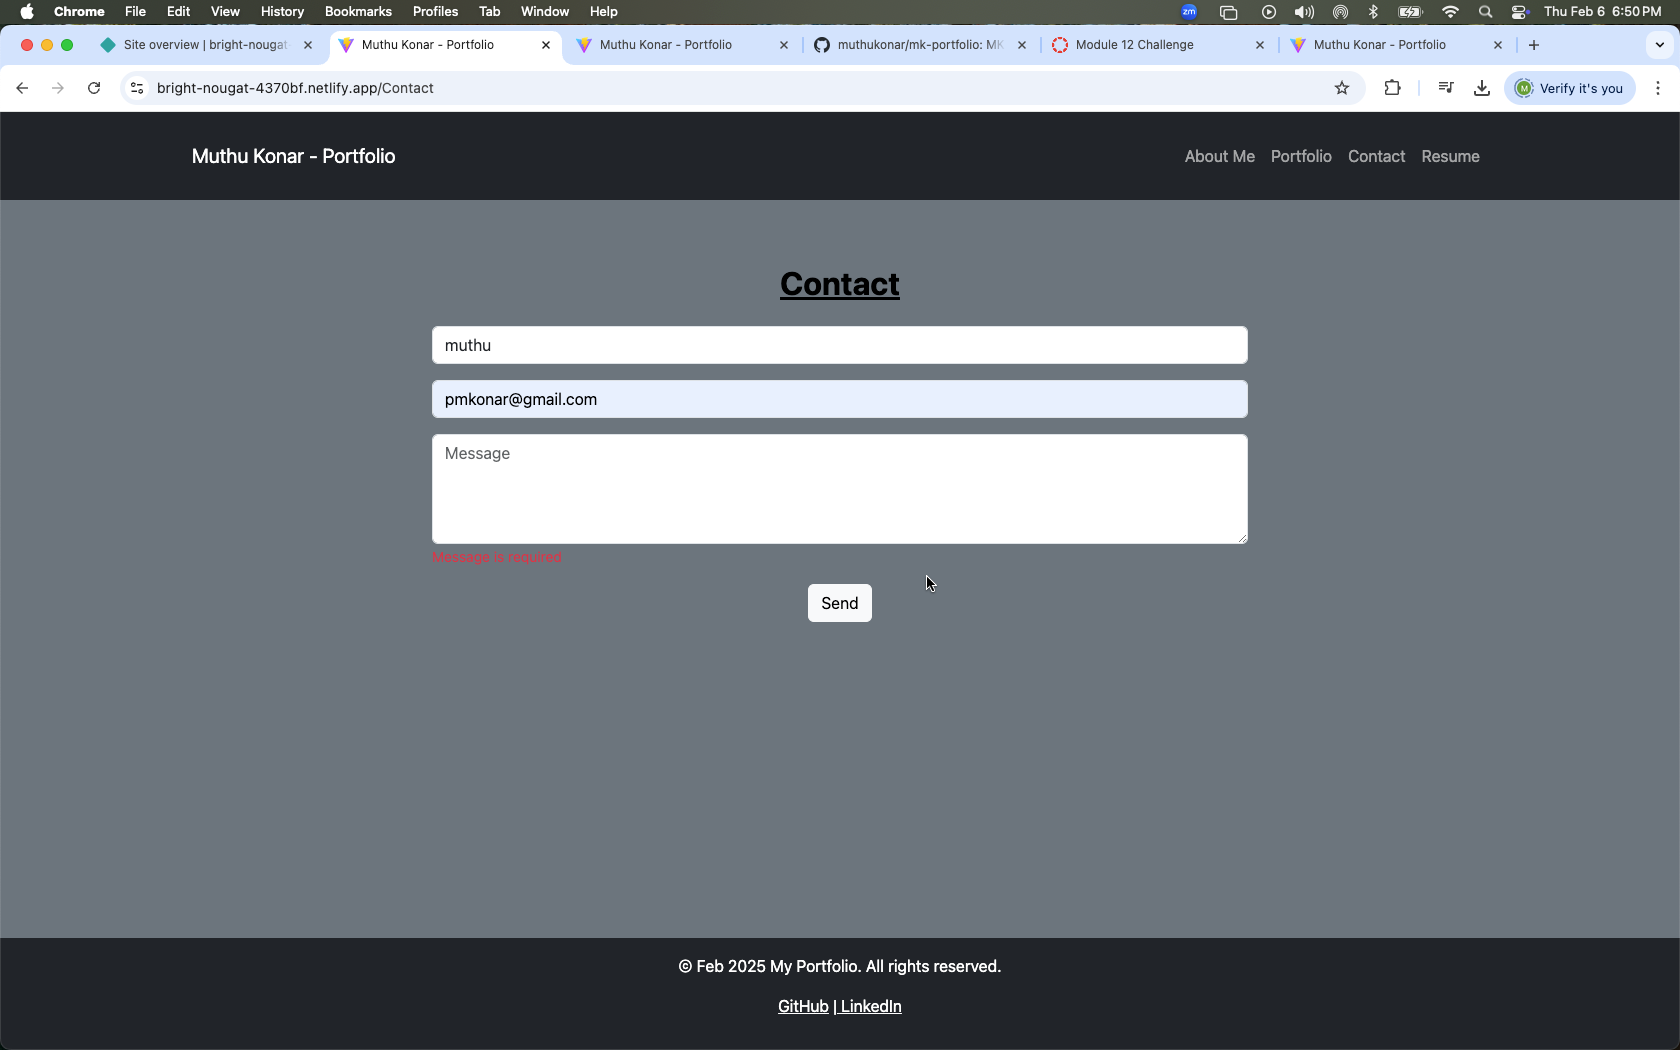 Chrome File Edit View History Bookmarks Profiles Tab Window Help zm Thu Feb 6 6:50 PM
Site overview | bright-nougat Muthu Konar - Portfolio Muthu Konar - Portfolio muthukonar/mk-portfolio: MK Module 12 Challenge Muthu Konar - Portfolio
bright-nougat-4370bf.netlify.app/Contact M Verify it's you
Muthu Konar - Portfolio About Me Portfolio Contact Resume
Contact
muthu
pmkonar@gmail.com
Message
Message is required
Send
© Feb 2025 My Portfolio. All rights reserved.
GitHub | LinkedIn